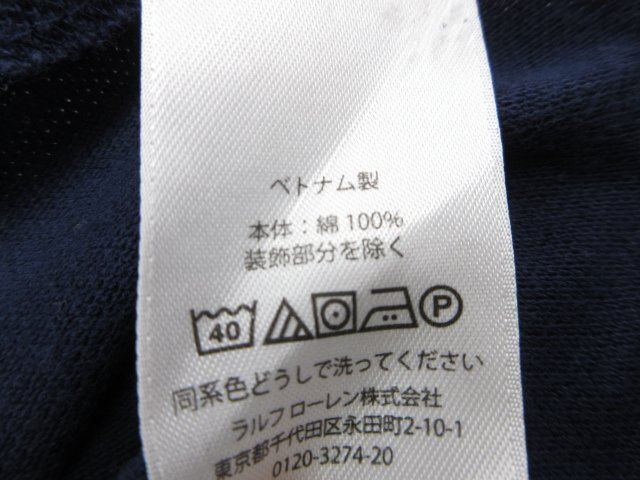 ベトナム製
本体：綿 100%
装飾部分を除く
40 P
同系色どうしで洗ってください
ラルフ ローレン株式会社
東京都千代田区永田町2-10-1
0120-3274-20